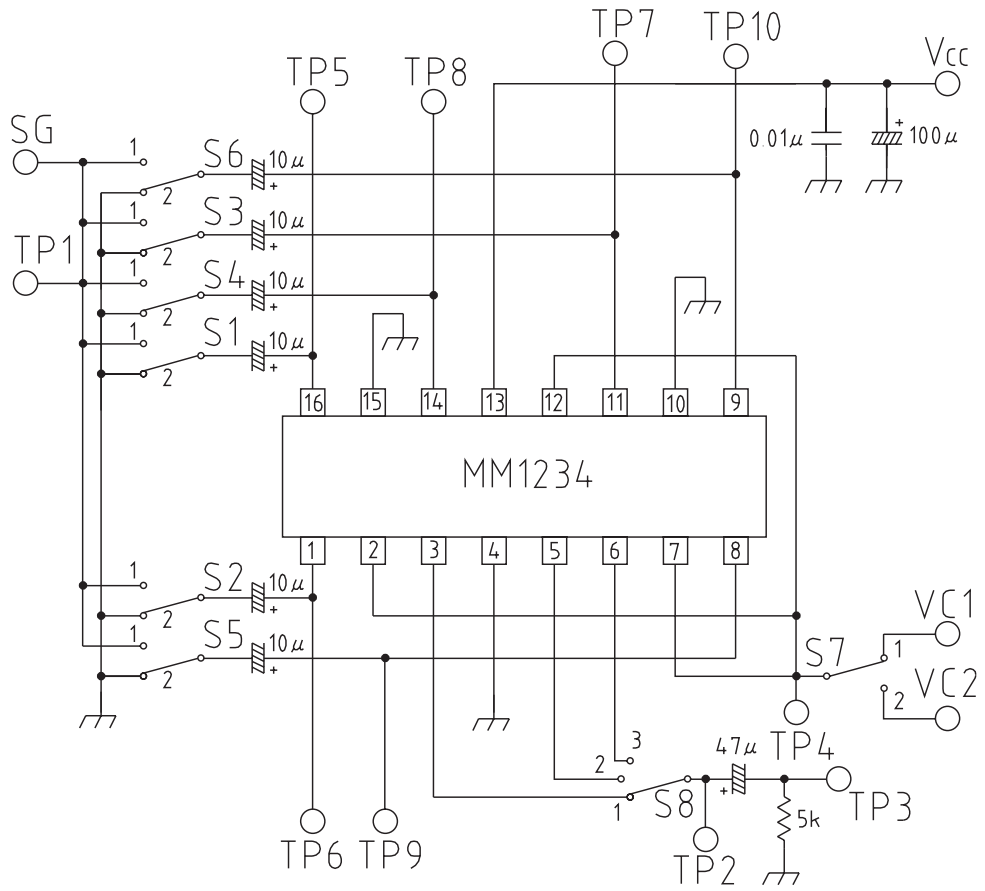 TP7
TP10
Vcc
TP5
TP8
SG
1
S6
10μ
+
2
0.01μ
+
100μ
1
S3
10μ
+
2
TP1
1
S4
10μ
+
2
1
S1
10μ
+
2
16
15
14
13
12
11
10
9
MM1234
1
2
3
4
5
6
7
8
1
S2
10μ
+
2
1
S5
10μ
+
2
VC1
S7
1
2
VC2
TP4
3
2
1
S8
47μ
+
TP3
5k
TP6
TP9
TP2